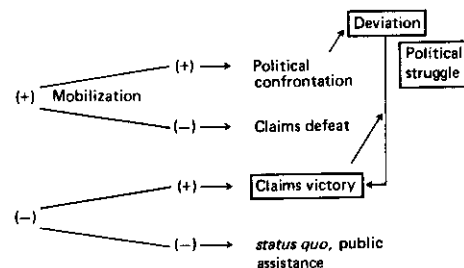 Deviation
(+)
Political
confrontation
Political
struggle
(+) Mobilization
(−)
Claims defeat
(+)
Claims victory
(−)
(−)
status quo, public
assistance